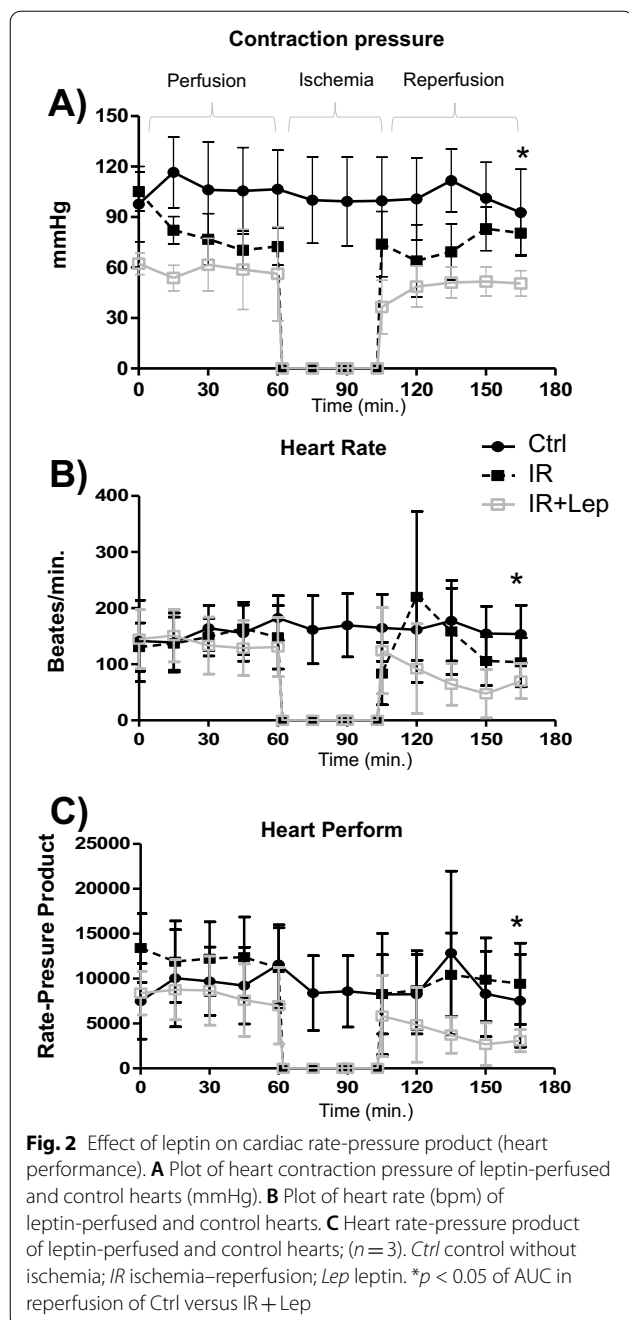 Contraction pressure
Perfusion Ischemia Reperfusion
A)
150
120
90
60
30
0
mmHg
*
0 30 60 90 120 150 180
Time (min.)
Heart Rate
Ctrl
IR
IR+Lep
B)
400
300
200
100
0
Beates/min.
*
0 30 60 90 120 150 180
Time (min.)
C)
Heart Perform
25000
20000
15000
10000
5000
0
Rate-Pressure Product
*
0 30 60 90 120 150 180
Time (min.)
Fig. 2 Effect of leptin on cardiac rate-pressure product (heart
performance). A Plot of heart contraction pressure of leptin-perfused
and control hearts (mmHg). B Plot of heart rate (bpm) of
leptin-perfused and control hearts. C Heart rate-pressure product
of leptin-perfused and control hearts; (n = 3). Ctrl control without
ischemia; IR ischemia–reperfusion; Lep leptin. *p < 0.05 of AUC in
reperfusion of Ctrl versus IR + Lep